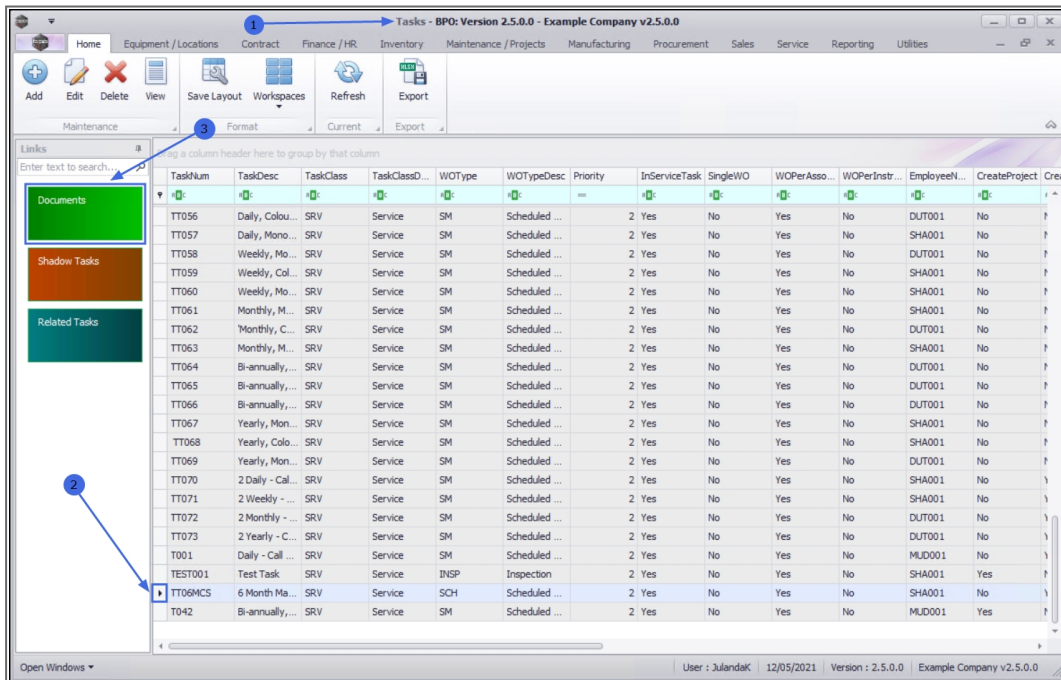 1
Tasks - BPO: Version 2.5.0.0 - Example Company v2.5.0.0
Home Equipment / Locations Contract Finance / HR Inventory Maintenance / Projects Manufacturing Procurement Sales Service Reporting Utilities
Add Edit Delete View Save Layout Workspaces Refresh Export
Maintenance Format Current Export
3
Links
Drag a column header here to group by that column
Enter text to search...
TaskNum TaskDesc TaskClass TaskClassD... WOType WOTypeDesc Priority InServiceTask SingleWO WOPerAsso... WOPerInstr... EmployeeN... CreateProject Crea
Documents
Shadow Tasks
Related Tasks
TT056 Daily, Colou... SRV Service SM Scheduled ... 2 Yes No Yes No DUT001 No
TT057 Daily, Mono... SRV Service SM Scheduled ... 2 Yes No Yes No SHA001 No
TT058 Weekly, Mo... SRV Service SM Scheduled ... 2 Yes No Yes No DUT001 No
TT059 Weekly, Col... SRV Service SM Scheduled ... 2 Yes No Yes No SHA001 No
TT060 Weekly, Mo... SRV Service SM Scheduled ... 2 Yes No Yes No SHA001 No
TT061 Monthly, M... SRV Service SM Scheduled ... 2 Yes No Yes No SHA001 No
TT062 'Monthly, C... SRV Service SM Scheduled ... 2 Yes No Yes No DUT001 No
TT063 Monthly, M... SRV Service SM Scheduled ... 2 Yes No Yes No SHA001 No
TT064 Bi-annually,... SRV Service SM Scheduled ... 2 Yes No Yes No DUT001 No
TT065 Bi-annually,... SRV Service SM Scheduled ... 2 Yes No Yes No DUT001 No
TT066 Bi-annually,... SRV Service SM Scheduled ... 2 Yes No Yes No DUT001 No
TT067 Yearly, Mon... SRV Service SM Scheduled ... 2 Yes No Yes No SHA001 No
TT068 Yearly, Colo... SRV Service SM Scheduled ... 2 Yes No Yes No SHA001 No
TT069 Yearly, Mon... SRV Service SM Scheduled ... 2 Yes No Yes No DUT001 No
TT070 2 Daily - Cal... SRV Service SM Scheduled ... 2 Yes No Yes No SHA001 No
2
TT071 2 Weekly - ... SRV Service SM Scheduled ... 2 Yes No Yes No SHA001 No
TT072 2 Monthly - ... SRV Service SM Scheduled ... 2 Yes No Yes No DUT001 No
TT073 2 Yearly - C... SRV Service SM Scheduled ... 2 Yes No Yes No DUT001 No
T001 Daily - Call ... SRV Service SM Scheduled ... 2 Yes No Yes No MUD001 No
TEST001 Test Task SRV Service INSP Inspection 2 Yes No Yes No SHA001 Yes
TT06MCS 6 Month Ma... SRV Service SCH Scheduled ... 2 Yes No Yes No SHA001 No
T042 Bi-annually,... SRV Service SM Scheduled ... 2 Yes No Yes No MUD001 Yes
Open Windows User : JulandaK 12/05/2021 Version : 2.5.0.0 Example Company v2.5.0.0